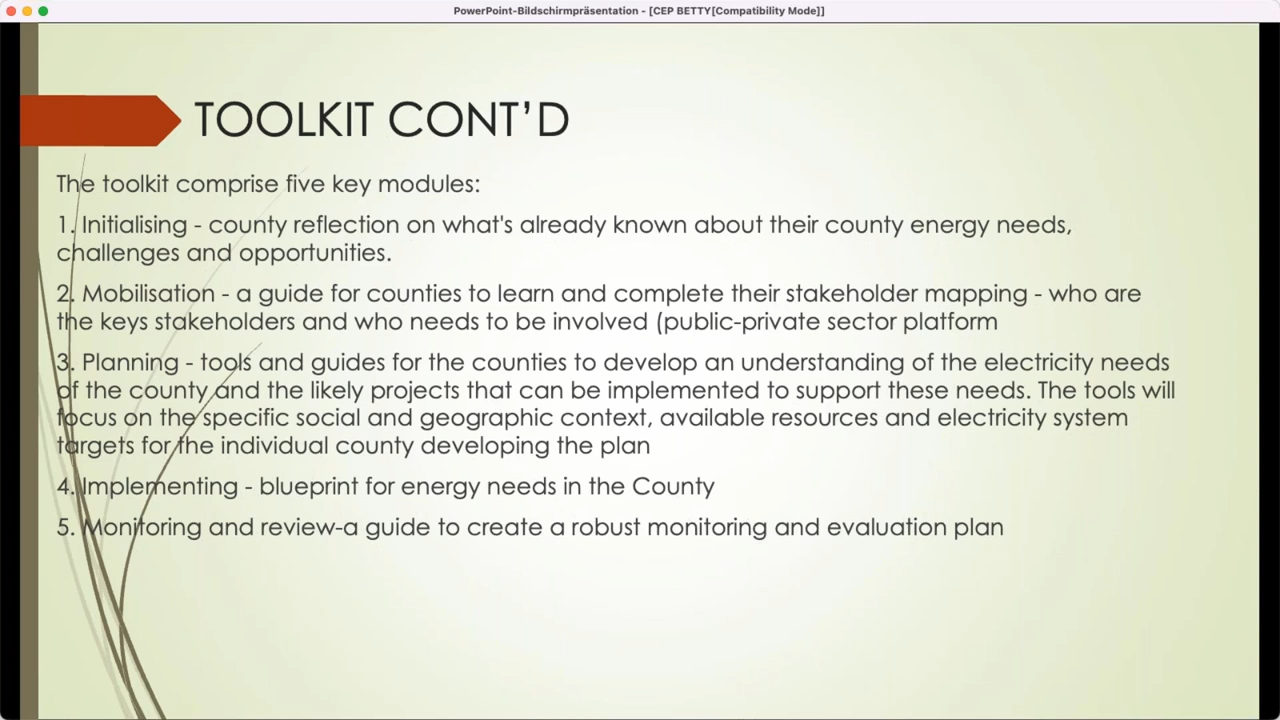 PowerPoint-Bildschirmpräsentation - [CEP BETTY[Compatibility Mode]]
TOOLKIT CONT’D
The toolkit comprise five key modules:
1. Initialising - county reflection on what's already known about their county energy needs,
challenges and opportunities.
2. Mobilisation - a guide for counties to learn and complete their stakeholder mapping - who are
the keys stakeholders and who needs to be involved (public-private sector platform
3. Planning - tools and guides for the counties to develop an understanding of the electricity needs
of the county and the likely projects that can be implemented to support these needs. The tools will
focus on the specific social and geographic context, available resources and electricity system
targets for the individual county developing the plan
4. Implementing - blueprint for energy needs in the County
5. Monitoring and review-a guide to create a robust monitoring and evaluation plan